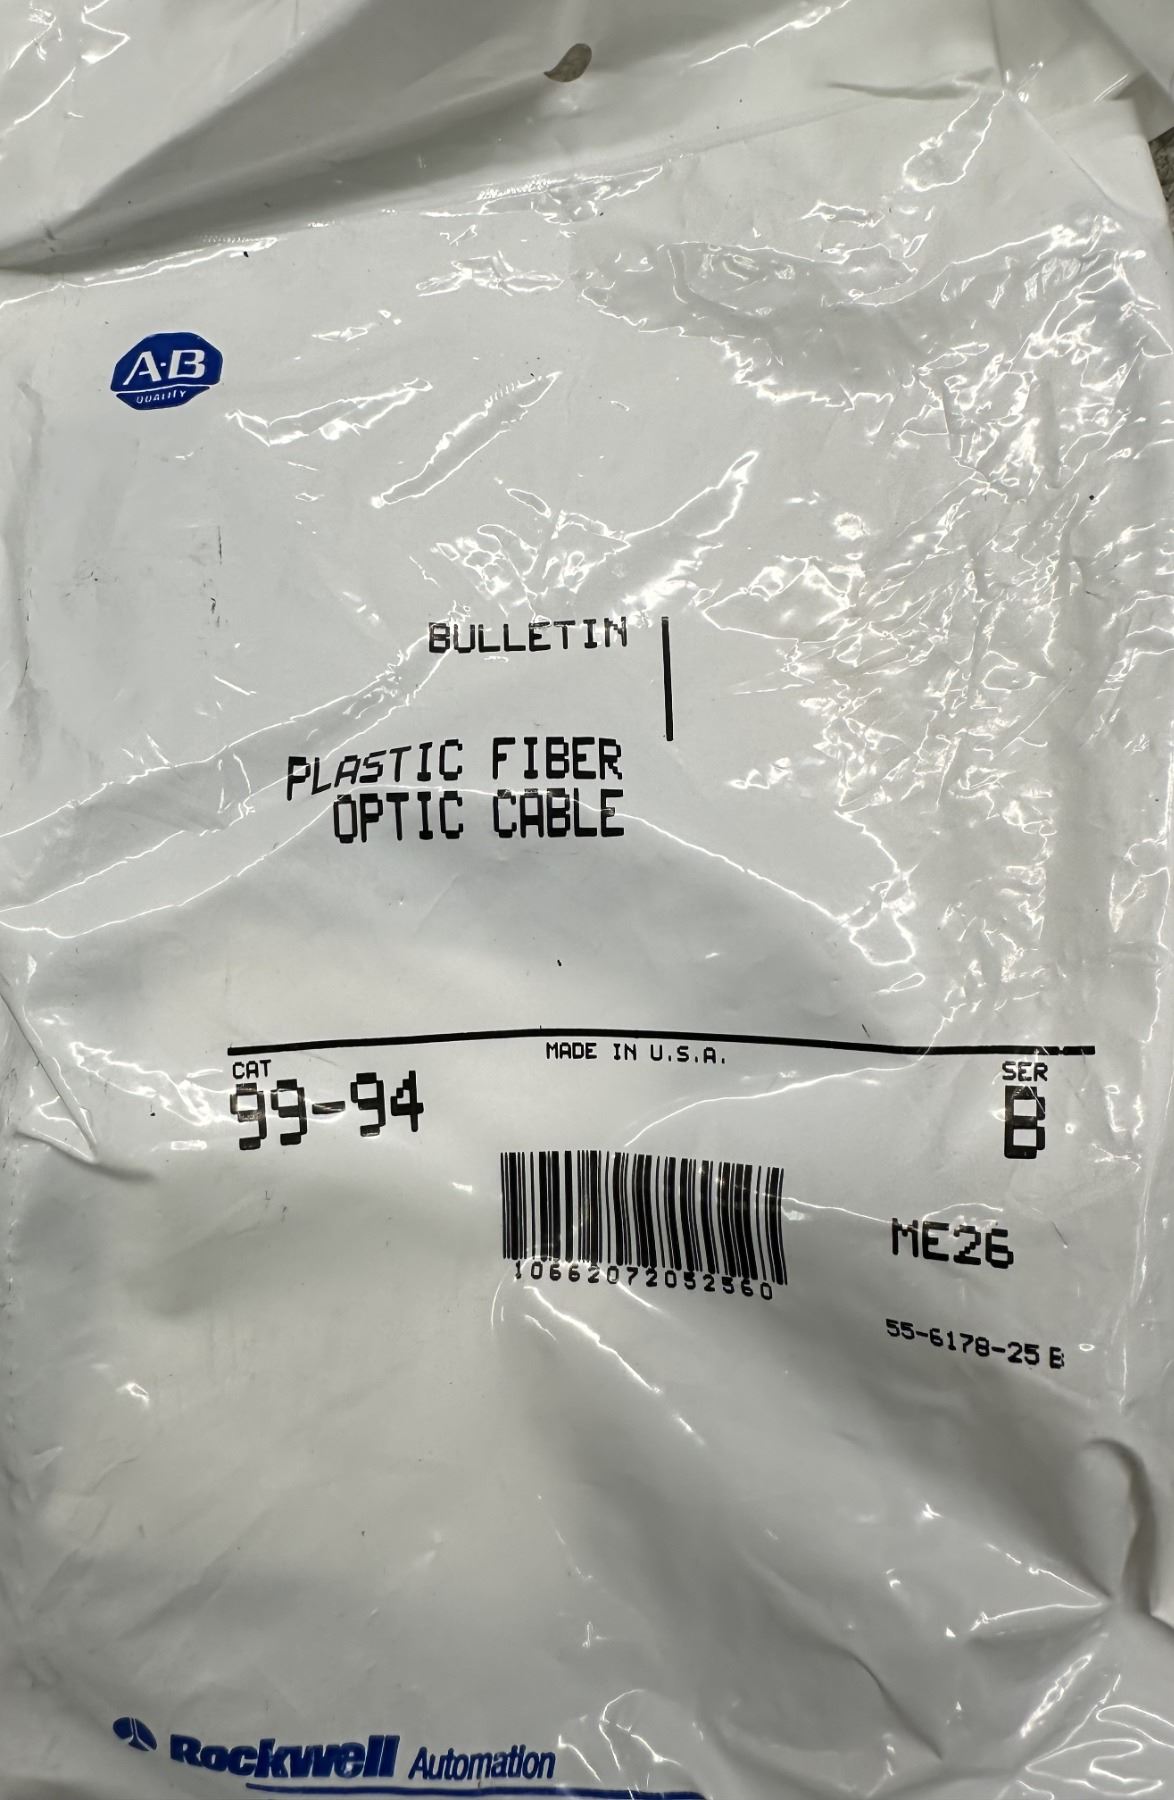 A·B
QUALITY
BULLETIN
PLASTIC FIBER
OPTIC CABLE
MADE IN U.S.A.
CAT
99-94
SER
B
10662072052560
ME26
55-6178-25 B
Rockwell Automation